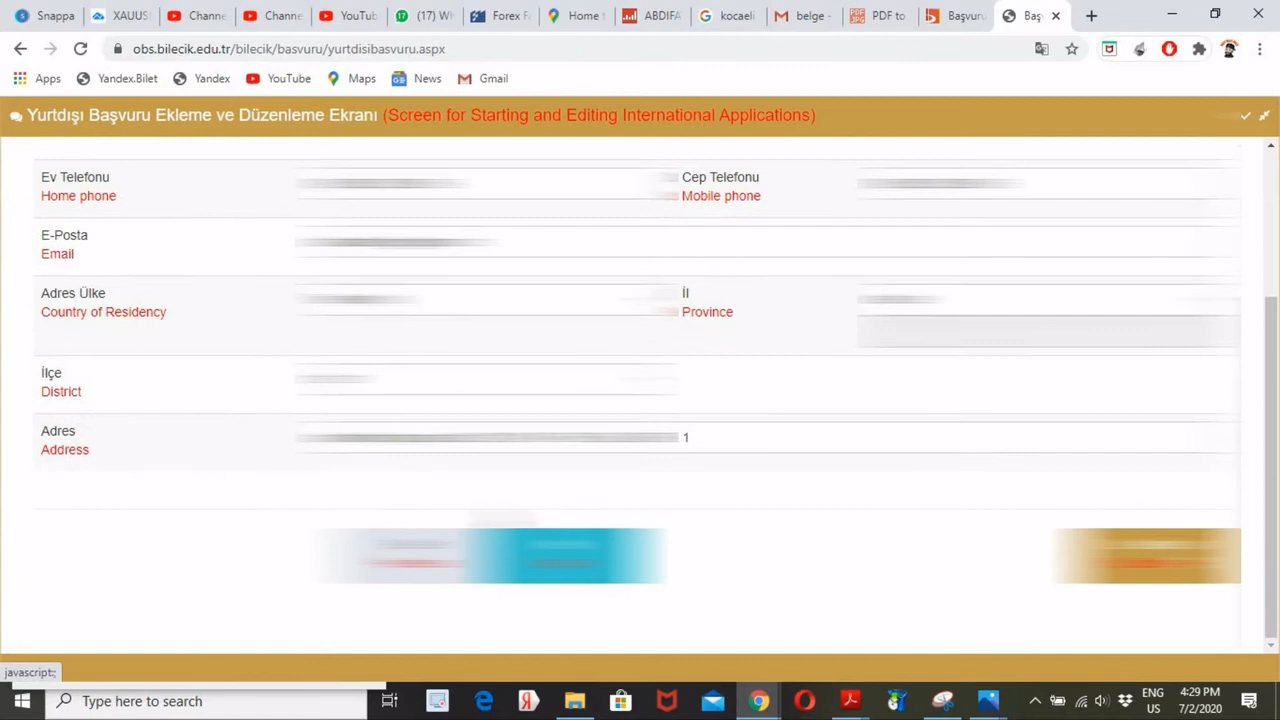 Snappa
XAUUS
Channe
Channe
YouTub
(17) W
Forex F
Home
ABDIFA
kocaeli
belge -
PDF to
Başvuru
Baş
obs.bilecik.edu.tr/bilecik/basvuru/yurtdisibasvuru.aspx
Apps
Yandex.Bilet
Yandex
YouTube
Maps
News
Gmail
Yurtdışı Başvuru Ekleme ve Düzenleme Ekranı (Screen for Starting and Editing International Applications)
Ev Telefonu
Home phone
Cep Telefonu
Mobile phone
E-Posta
Email
Adres Ülke
Country of Residency
İl
Province
İlçe
District
Adres
Address
1
javascript:;
Type here to search
ENG
US
4:29 PM
7/2/2020